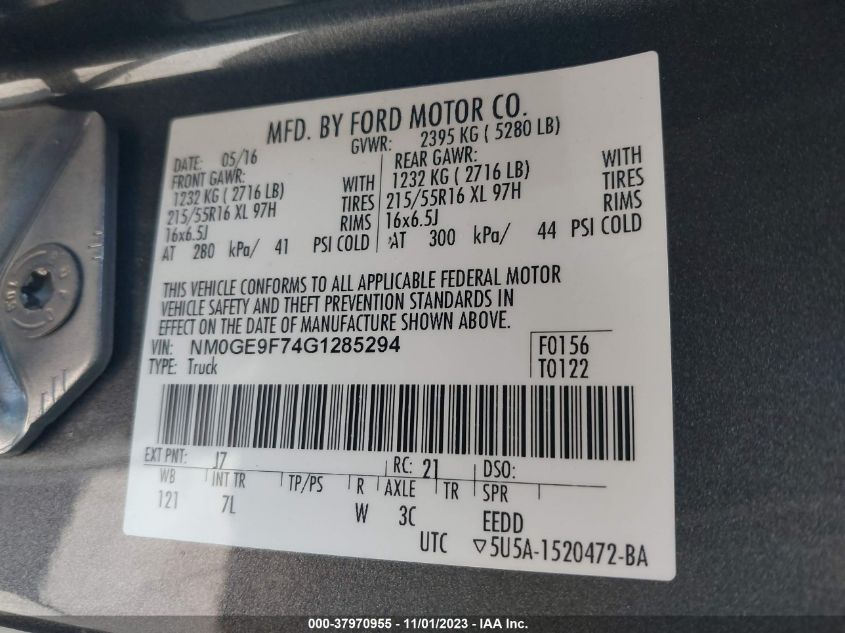 MFD. BY FORD MOTOR CO.
DATE: 05/16 GVWR: 2395 KG ( 5280 LB)
FRONT GAWR: REAR GAWR:
1232 KG ( 2716 LB) WITH 1232 KG ( 2716 LB) WITH
215/55R16 XL 97H TIRES 215/55R16 XL 97H TIRES
16x6.5J RIMS 16x6.5J RIMS
AT 280 kPa/ 41 PSI COLD AT 300 kPa/ 44 PSI COLD
THIS VEHICLE CONFORMS TO ALL APPLICABLE FEDERAL MOTOR
VEHICLE SAFETY AND THEFT PREVENTION STANDARDS IN
EFFECT ON THE DATE OF MANUFACTURE SHOWN ABOVE.
VIN: NM0GE9F74G1285294 F0156
TYPE: Truck T0122
EXT PNT: J7 RC: 21 DSO:
WB INT TR TP/PS R AXLE TR SPR
121 7L W 3C EEDD
UTC ▽5U5A-1520472-BA
000-37970955 - 11/01/2023 - IAA Inc.